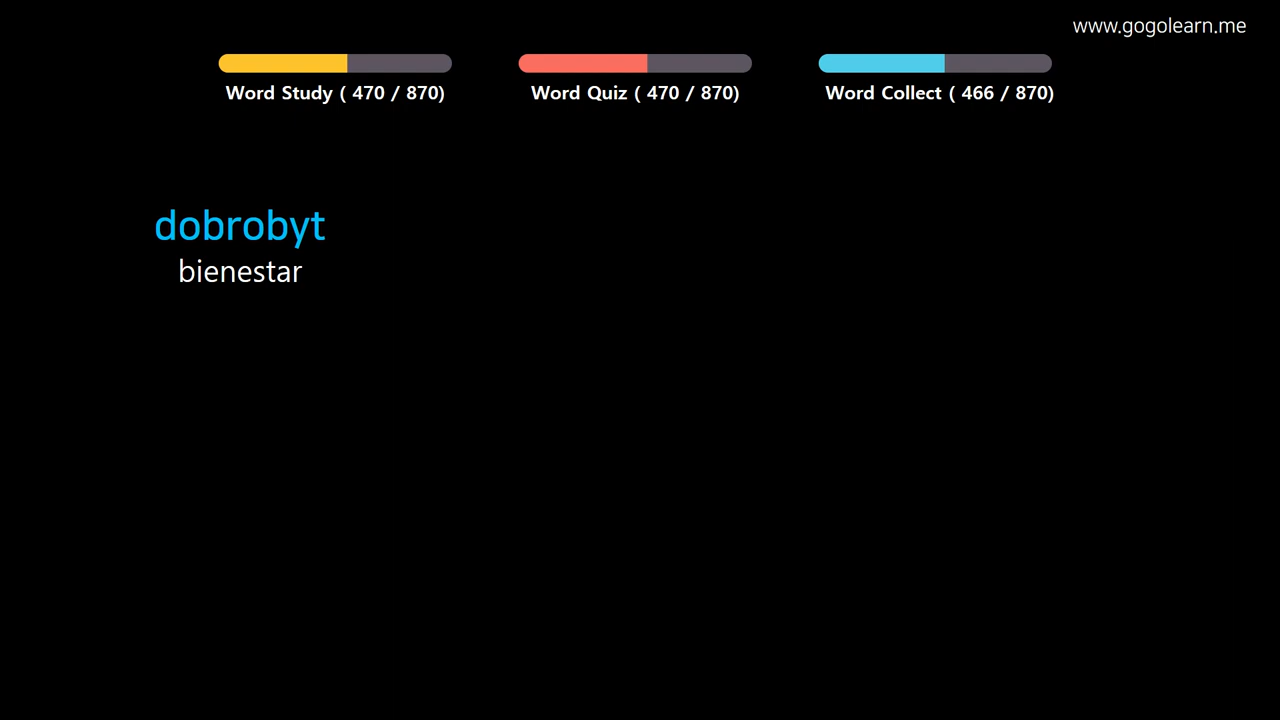 www.gogolearn.me
Word Study ( 470 / 870)
Word Quiz ( 470 / 870)
Word Collect ( 466 / 870)
dobrobyt
bienestar